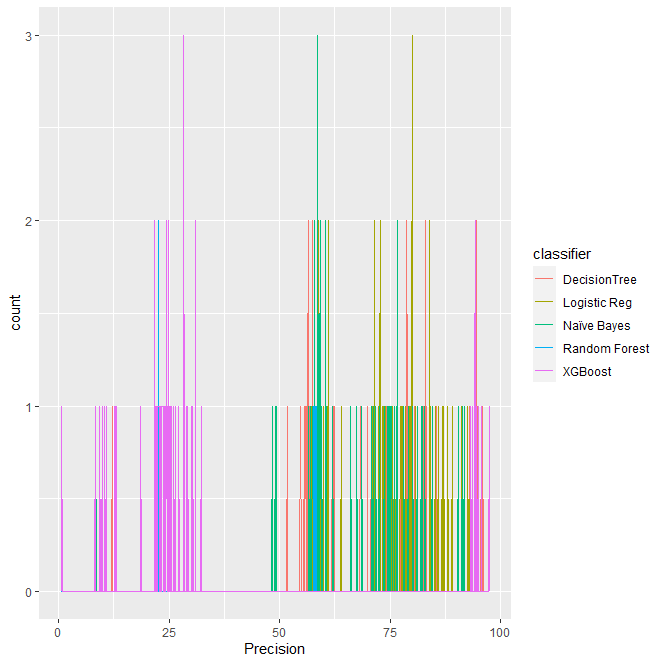 3
2
1
0
count
0
25
50
75
100
Precision
classifier
DecisionTree
Logistic Reg
Naïve Bayes
Random Forest
XGBoost